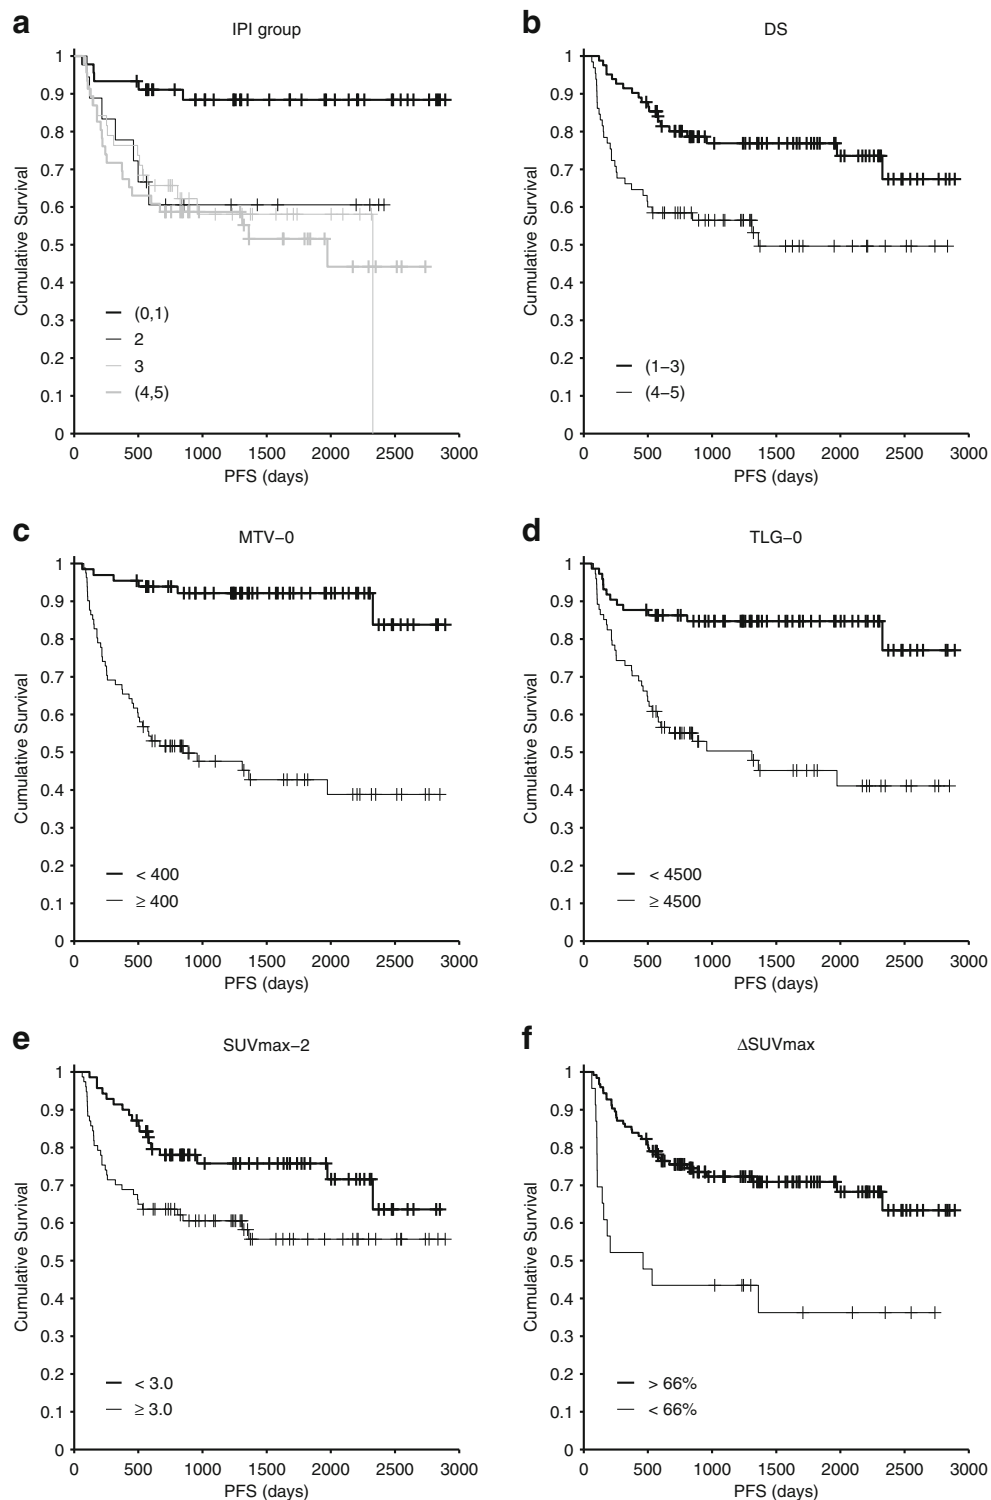 a
IPI group
1
0.9
0.8
0.7
0.6
0.5
0.4
0.3
0.2
0.1
0
Cumulative Survival
(0,1)
2
3
(4,5)
0 500 1000 1500 2000 2500 3000
PFS (days)
b
DS
1
0.9
0.8
0.7
0.6
0.5
0.4
0.3
0.2
0.1
0
Cumulative Survival
(1–3)
(4–5)
0 500 1000 1500 2000 2500 3000
PFS (days)
c
MTV–0
1
0.9
0.8
0.7
0.6
0.5
0.4
0.3
0.2
0.1
0
Cumulative Survival
< 400
≥ 400
0 500 1000 1500 2000 2500 3000
PFS (days)
d
TLG–0
1
0.9
0.8
0.7
0.6
0.5
0.4
0.3
0.2
0.1
0
Cumulative Survival
< 4500
≥ 4500
0 500 1000 1500 2000 2500 3000
PFS (days)
e
SUVmax–2
1
0.9
0.8
0.7
0.6
0.5
0.4
0.3
0.2
0.1
0
Cumulative Survival
< 3.0
≥ 3.0
0 500 1000 1500 2000 2500 3000
PFS (days)
f
ΔSUVmax
1
0.9
0.8
0.7
0.6
0.5
0.4
0.3
0.2
0.1
0
Cumulative Survival
> 66%
< 66%
0 500 1000 1500 2000 2500 3000
PFS (days)